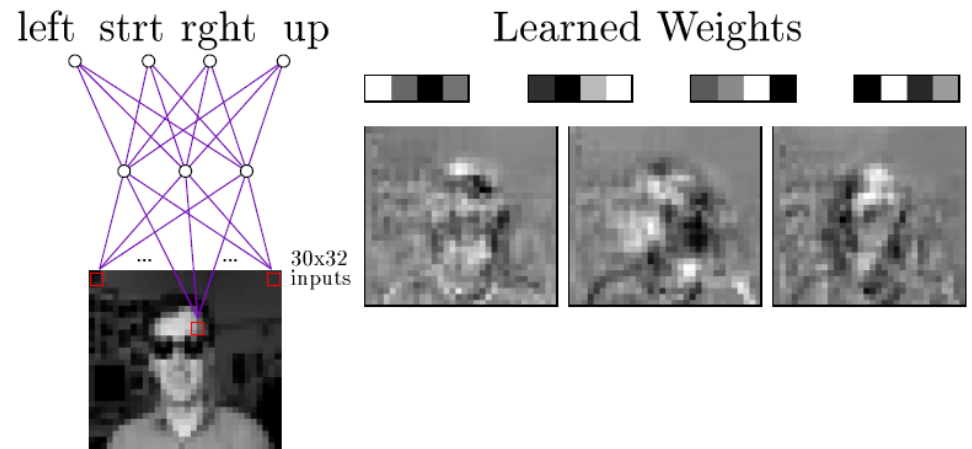 left strt rght up
Learned Weights
... ...
30x32
inputs